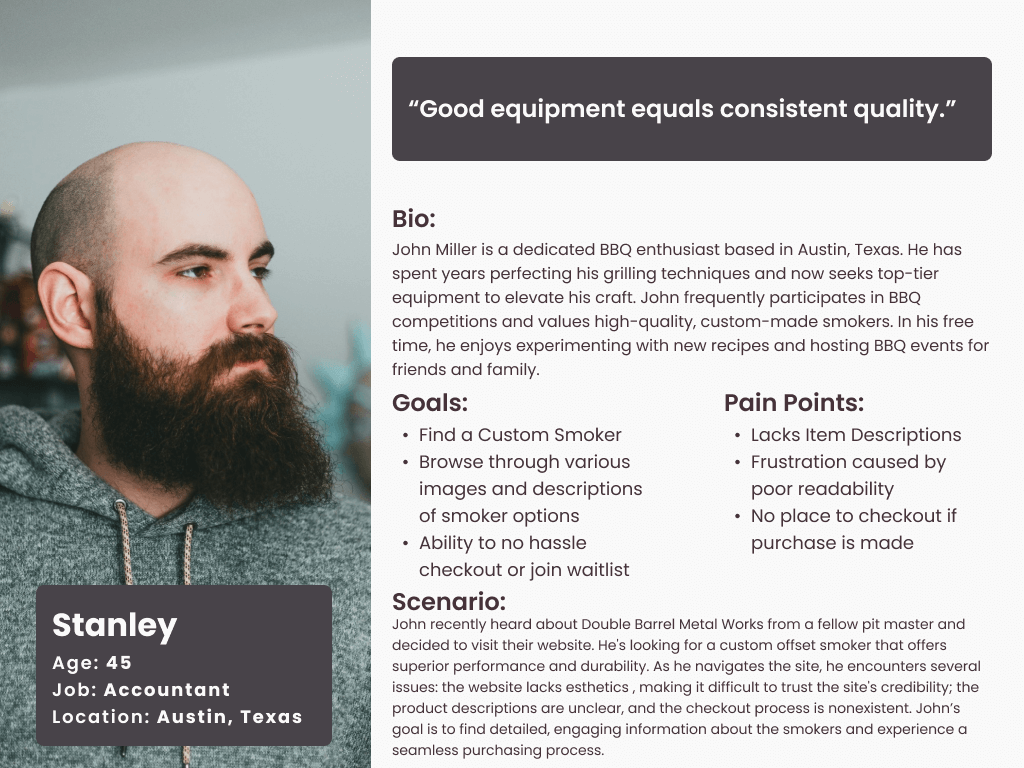 “Good equipment equals consistent quality.”
Bio:
John Miller is a dedicated BBQ enthusiast based in Austin, Texas. He has
spent years perfecting his grilling techniques and now seeks top-tier
equipment to elevate his craft. John frequently participates in BBQ
competitions and values high-quality, custom-made smokers. In his free
time, he enjoys experimenting with new recipes and hosting BBQ events for
friends and family.
Goals:
• Find a Custom Smoker
• Browse through various
images and descriptions
of smoker options
• Ability to no hassle
checkout or join waitlist
Pain Points:
• Lacks Item Descriptions
• Frustration caused by
poor readability
• No place to checkout if
purchase is made
Scenario:
John recently heard about Double Barrel Metal Works from a fellow pit master and
decided to visit their website. He's looking for a custom offset smoker that offers
superior performance and durability. As he navigates the site, he encounters several
issues: the website lacks esthetics , making it difficult to trust the site's credibility; the
product descriptions are unclear, and the checkout process is nonexistent. John’s
goal is to find detailed, engaging information about the smokers and experience a
seamless purchasing process.
Stanley
Age: 45
Job: Accountant
Location: Austin, Texas